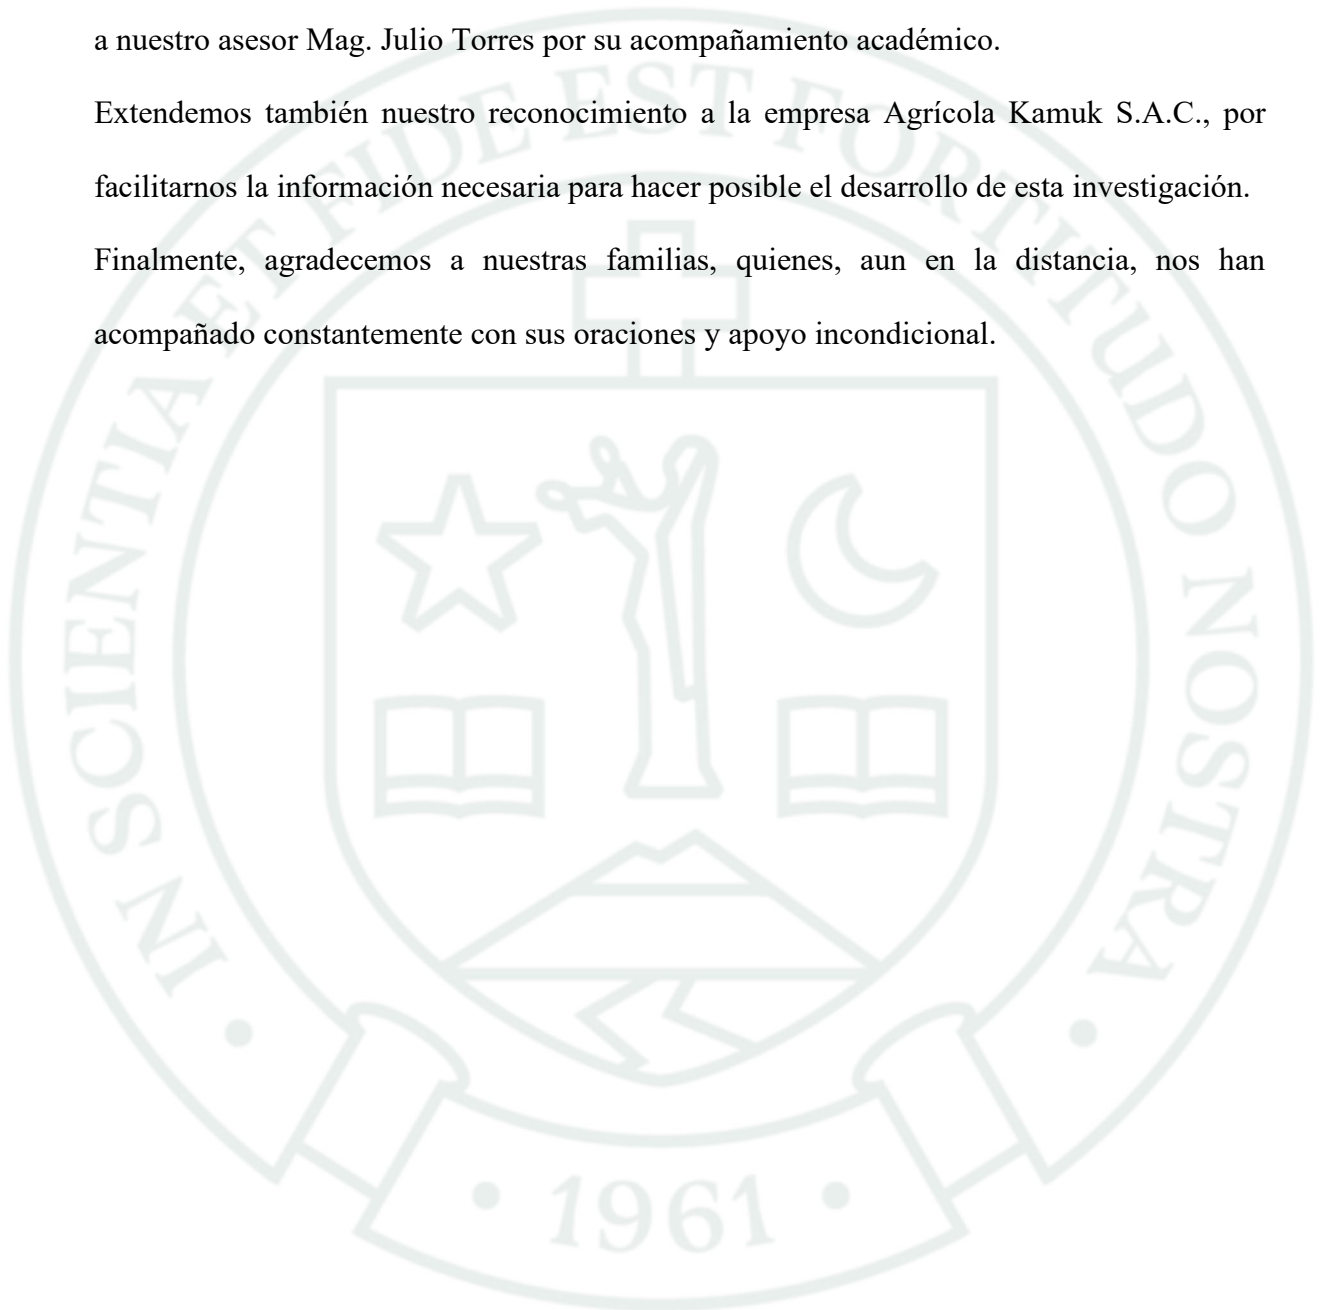 a nuestro asesor Mag. Julio Torres por su acompañamiento académico.
Extendemos también nuestro reconocimiento a la empresa Agrícola Kamuk S.A.C., por
facilitarnos la información necesaria para hacer posible el desarrollo de esta investigación.
Finalmente, agradecemos a nuestras familias, quienes, aun en la distancia, nos han
acompañado constantemente con sus oraciones y apoyo incondicional.
• IN SCIENTIA ET FIDE EST FORTITUDO NOSTRA •
• 1961 •